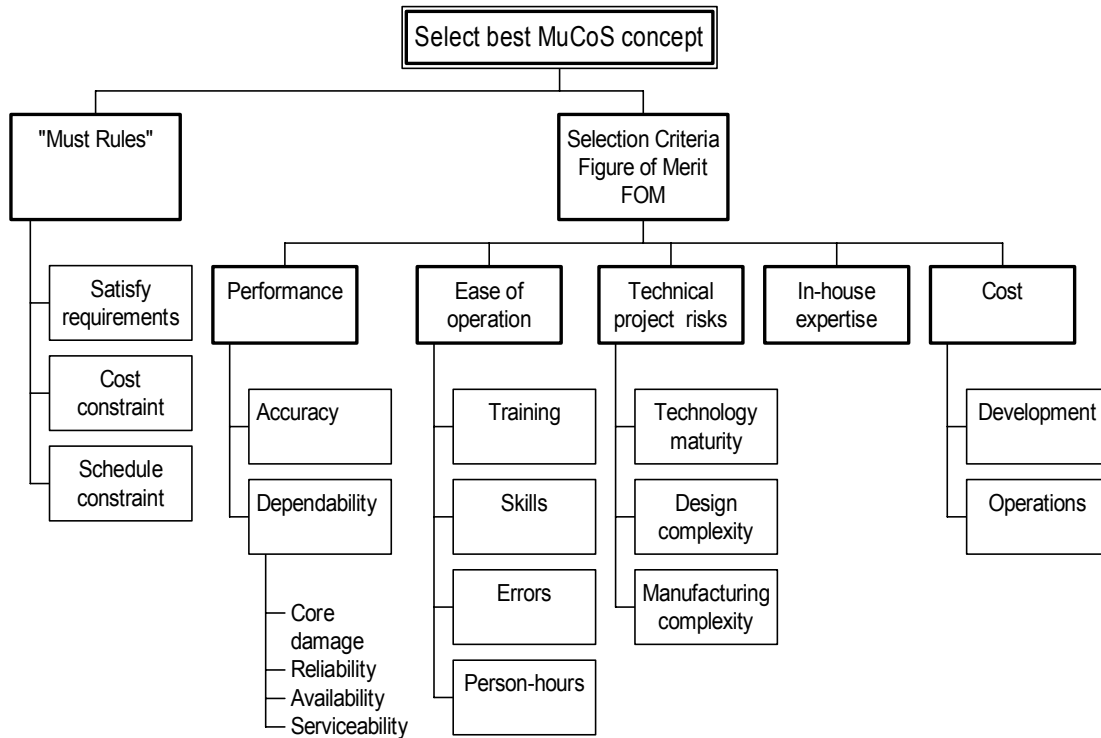 Select best MuCoS concept
"Must Rules"
Selection Criteria
Figure of Merit
FOM
Satisfy
requirements
Cost
constraint
Schedule
constraint
Performance
Accuracy
Dependability
Core
damage
Reliability
Availability
Serviceability
Ease of
operation
Training
Skills
Errors
Person-hours
Technical
project risks
Technology
maturity
Design
complexity
Manufacturing
complexity
In-house
expertise
Cost
Development
Operations